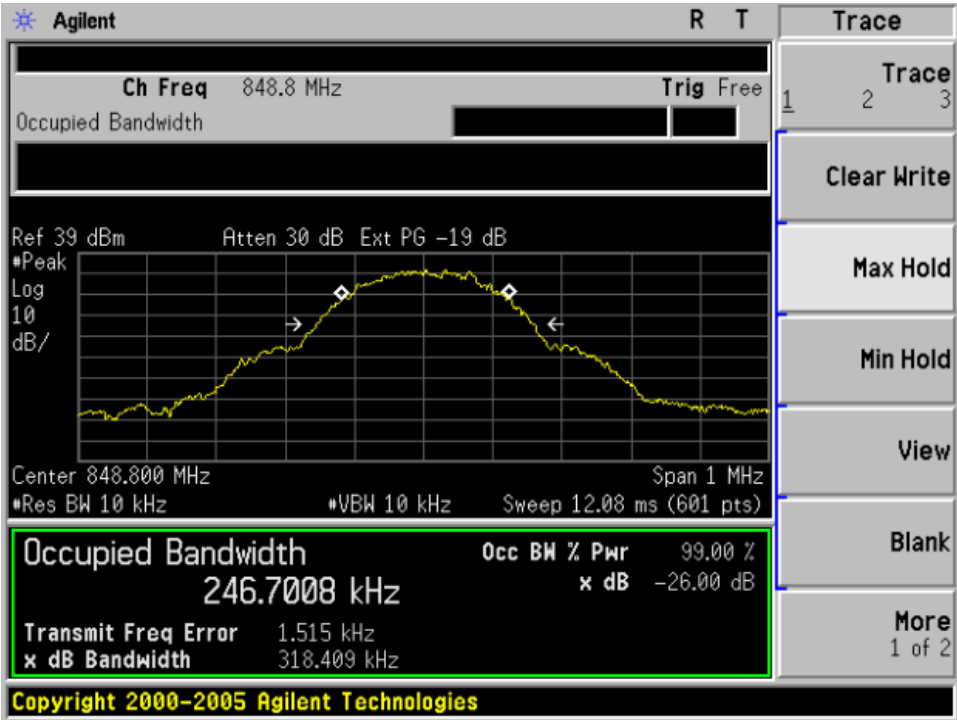 Agilent R T Trace
Ch Freq 848.8 MHz Trig Free
Occupied Bandwidth
Trace
1 2 3
Clear Write
Max Hold
Min Hold
View
Blank
More
1 of 2
Ref 39 dBm Atten 30 dB Ext PG -19 dB
#Peak
Log
10
dB/
Center 848.800 MHz Span 1 MHz
#Res BW 10 kHz #VBW 10 kHz Sweep 12.08 ms (601 pts)
Occupied Bandwidth
246.7008 kHz
Occ BW % Pwr 99.00 %
x dB -26.00 dB
Transmit Freq Error 1.515 kHz
x dB Bandwidth 318.409 kHz
Copyright 2000-2005 Agilent Technologies